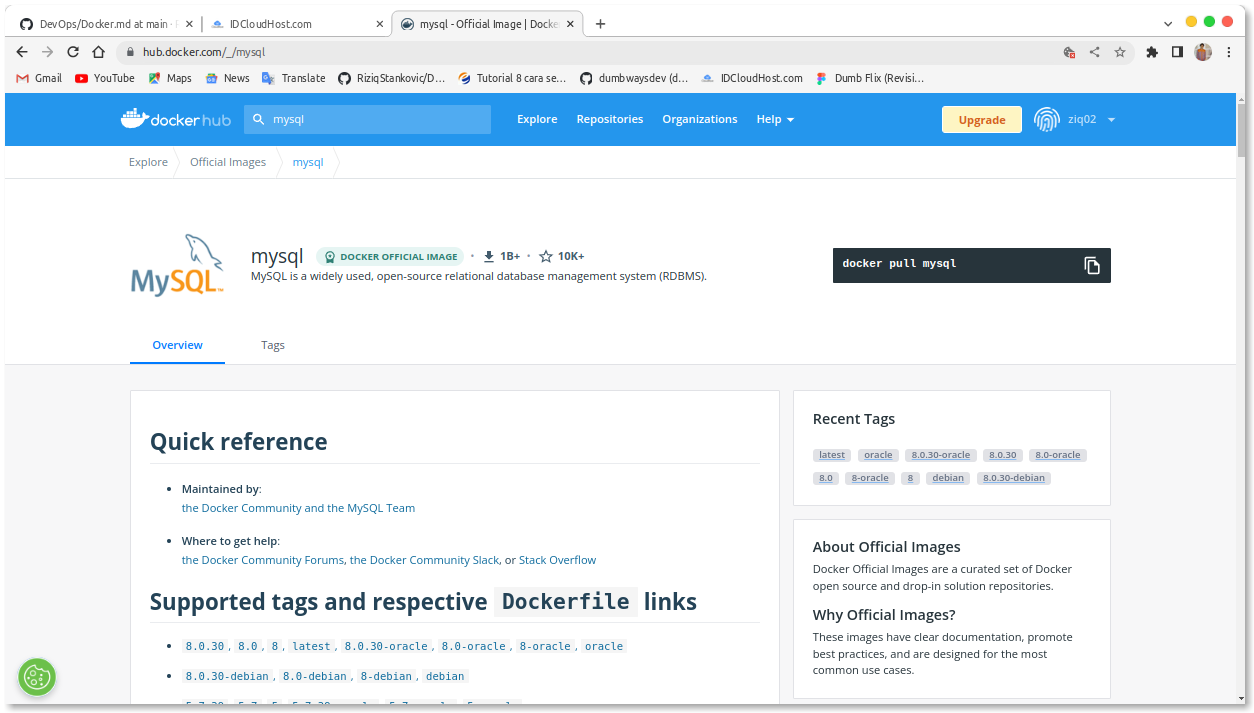 DevOps/Docker.md at main ·
IDCloudHost.com
mysql - Official Image | Docke
hub.docker.com/_/mysql
Gmail
YouTube
Maps
News
Translate
RiziqStankovic/D...
Tutorial 8 cara se...
dumbwaysdev (d...
IDCloudHost.com
Dumb Flix (Revisi...
dockerhub
mysql
Explore
Repositories
Organizations
Help
Upgrade
ziq02
Explore
Official Images
mysql
MySQL™
mysql
DOCKER OFFICIAL IMAGE
·
1B+
·
10K+
MySQL is a widely used, open-source relational database management system (RDBMS).
docker pull mysql
Overview
Tags
Quick reference
• Maintained by:
the Docker Community and the MySQL Team
• Where to get help:
the Docker Community Forums, the Docker Community Slack, or Stack Overflow
Supported tags and respective Dockerfile links
• 8.0.30, 8.0, 8, latest, 8.0.30-oracle, 8.0-oracle, 8-oracle, oracle
• 8.0.30-debian, 8.0-debian, 8-debian, debian
Recent Tags
latest oracle 8.0.30-oracle 8.0.30 8.0-oracle
8.0 8-oracle 8 debian 8.0.30-debian
About Official Images
Docker Official Images are a curated set of Docker
open source and drop-in solution repositories.
Why Official Images?
These images have clear documentation, promote
best practices, and are designed for the most
common use cases.